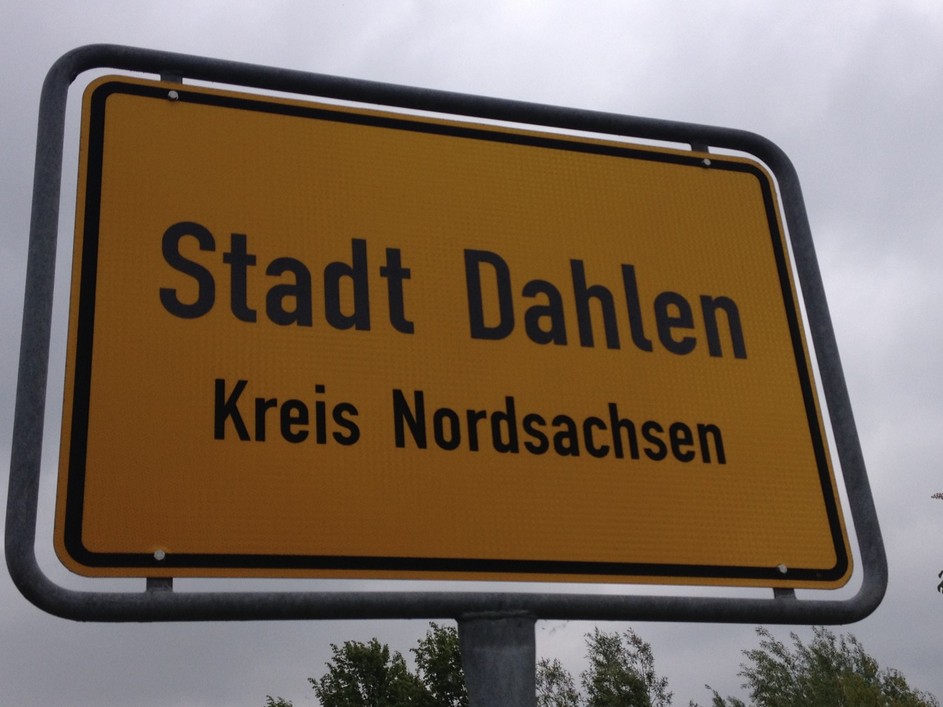 Stadt Dahlen
Kreis Nordsachsen